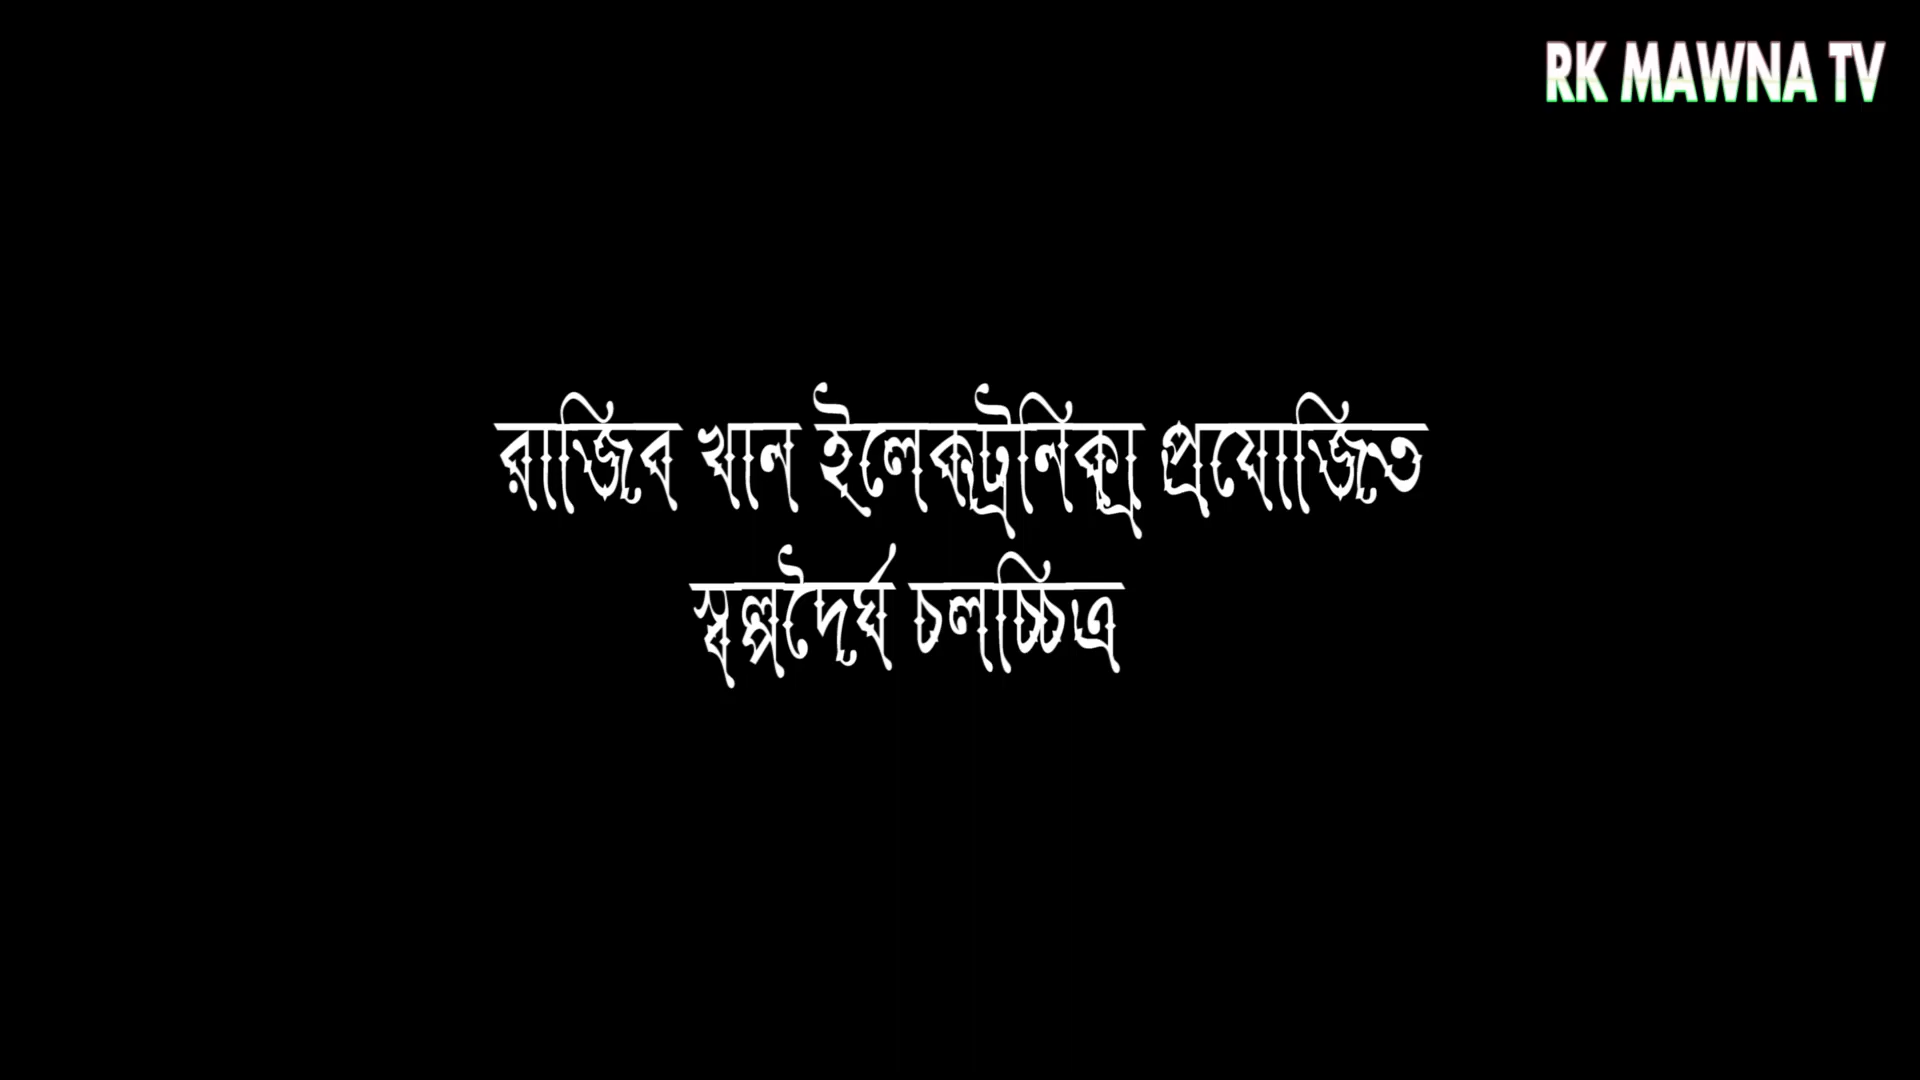 RK MAWNA TV
রাজিব খান ইলেকট্রনিক্স প্রযোজিত
স্বল্পদৈর্ঘ চলচ্চিত্র